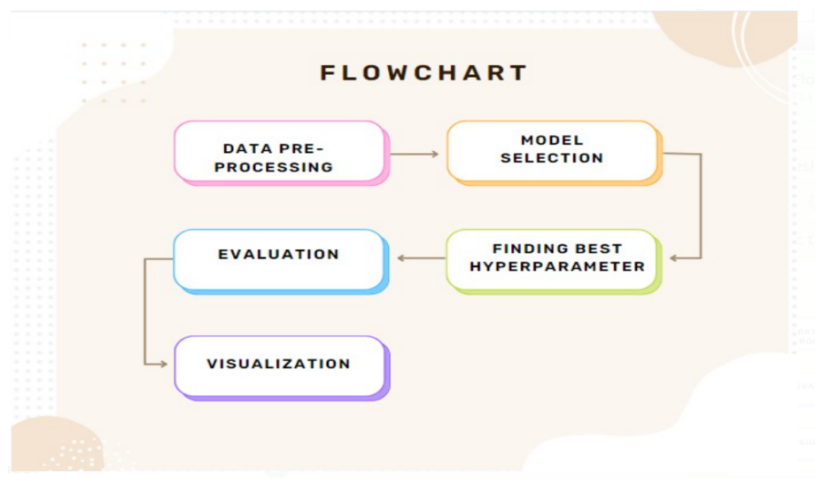 FLOWCHART
DATA PRE-
PROCESSING
MODEL
SELECTION
FINDING BEST
HYPERPARAMETER
EVALUATION
VISUALIZATION